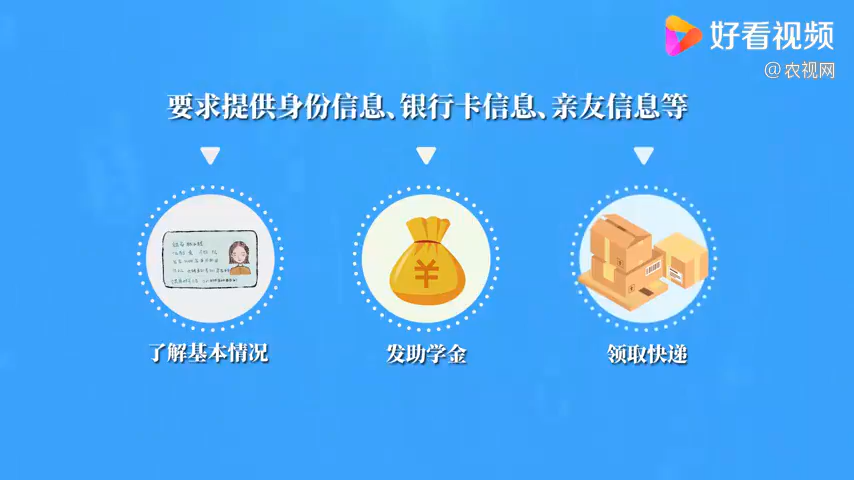 好看视频
@农视网
要求提供身份信息、银行卡信息、亲友信息等
¥
了解基本情况
发助学金
领取快递